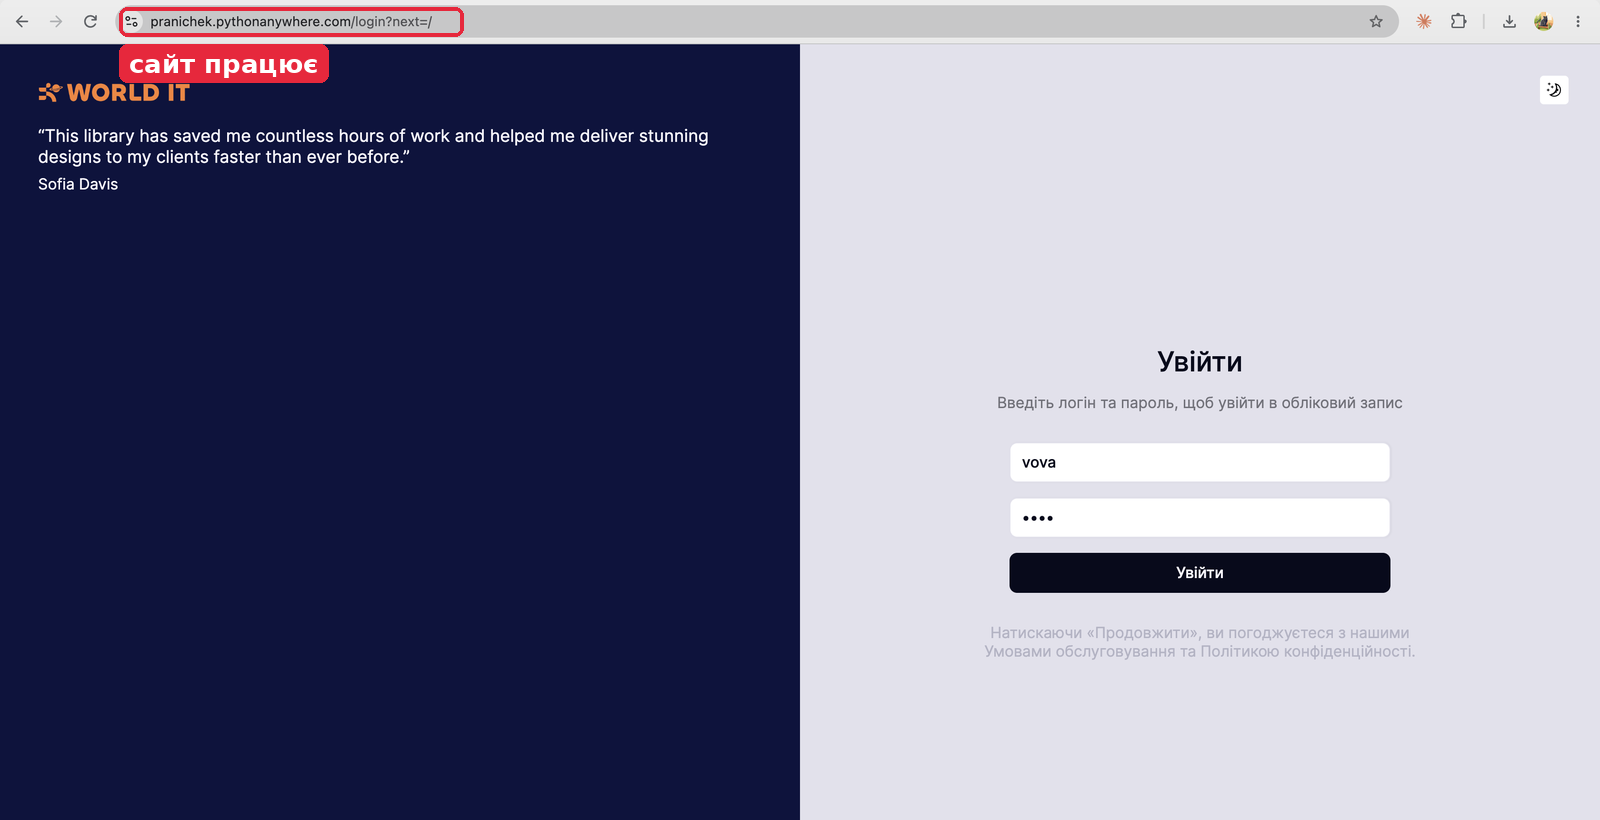 pranichek.pythonanywhere.com/login?next=/
сайт працює
WORLD IT
“This library has saved me countless hours of work and helped me deliver stunning
designs to my clients faster than ever before.”
Sofia Davis
Увійти
Введіть логін та пароль, щоб увійти в обліковий запис
vova
••••
Увійти
Натискаючи «Продовжити», ви погоджуєтеся з нашими
Умовами обслуговування та Політикою конфіденційності.